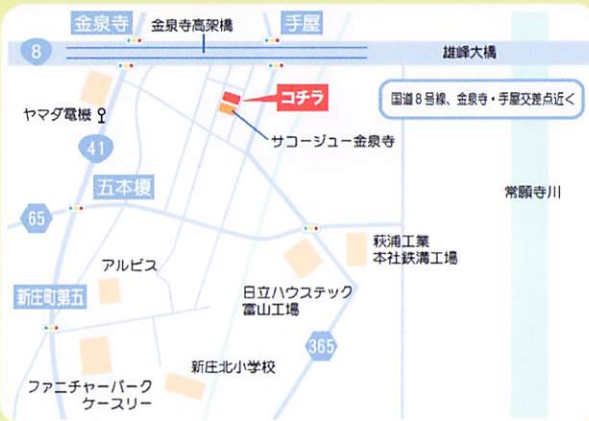 金泉寺
金泉寺高架橋
手屋
8
雄峰大橋
コチラ
国道8号線、金泉寺・手屋交差点近く
ヤマダ電機
サコージュー金泉寺
41
五本榎
常願寺川
65
萩浦工業
本社鉄溝工場
アルビス
日立ハウステック
富山工場
新庄町第五
365
新庄北小学校
ファニチャーパーク
ケースリー